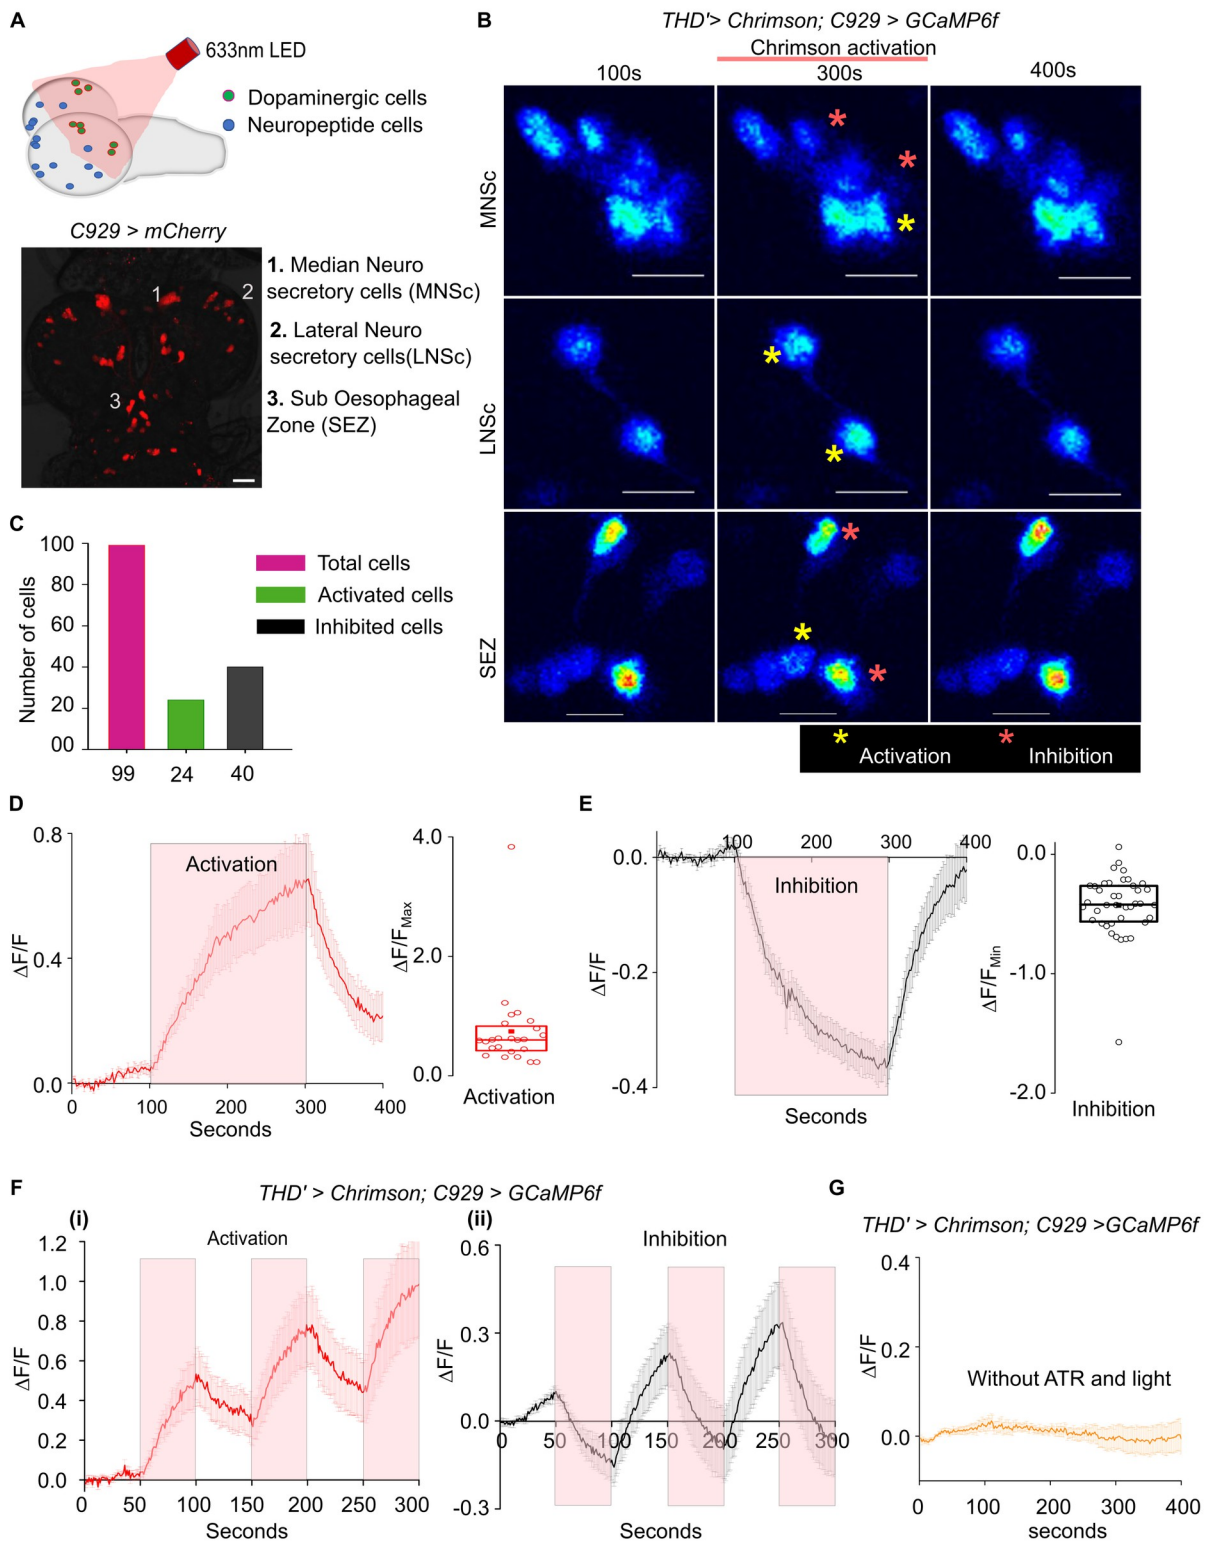 A
633nm LED
Dopaminergic cells
Neuropeptide cells
C929 > mCherry
1
2
3
1. Median Neuro
secretory cells (MNSc)
2. Lateral Neuro
secretory cells(LNSc)
3. Sub Oesophageal
Zone (SEZ)
B
THD'> Chrimson; C929 > GCaMP6f
Chrimson activation
100s
300s
400s
MNSc
*
*
*
LNSc
*
*
SEZ
*
*
*
* Activation
* Inhibition
C
Number of cells
100
80
60
40
20
00
99
24
40
Total cells
Activated cells
Inhibited cells
D
ΔF/F
0.8
0.4
0.0
Activation
0
100
200
300
400
Seconds
ΔF/FMax
4.0
2.0
0.0
Activation
E
ΔF/F
0.0
-0.2
-0.4
100
200
300
400
Inhibition
Seconds
ΔF/FMin
0.0
-1.0
-2.0
Inhibition
F
THD' > Chrimson; C929 > GCaMP6f
(i)
Activation
ΔF/F
1.2
1.0
0.8
0.6
0.4
0.2
0.0
0
50
100
150
200
250
300
Seconds
(ii)
Inhibition
ΔF/F
0.6
0.3
0.0
-0.3
0
50
100
150
200
250
300
Seconds
G
THD' > Chrimson; C929 >GCaMP6f
ΔF/F
0.4
0.2
0.0
Without ATR and light
0
100
200
300
400
seconds